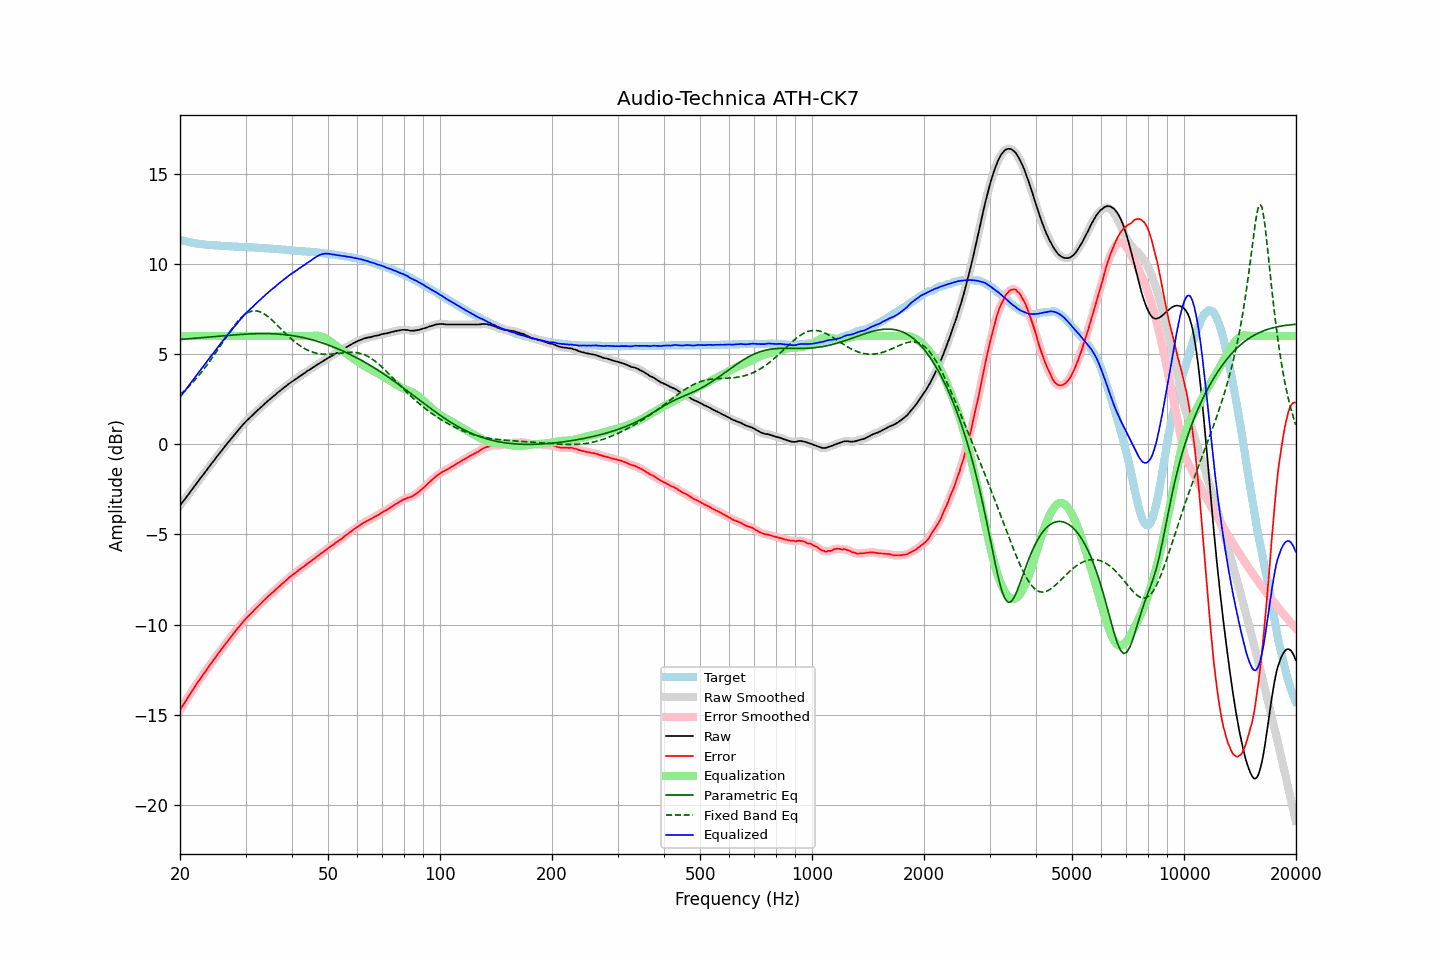 Audio-Technica ATH-CK7
Amplitude (dBr)
15
10
5
0
−5
−10
−15
−20
Target
Raw Smoothed
Error Smoothed
Raw
Error
Equalization
Parametric Eq
Fixed Band Eq
Equalized
20 50 100 200 500 1000 2000 5000 10000 20000
Frequency (Hz)